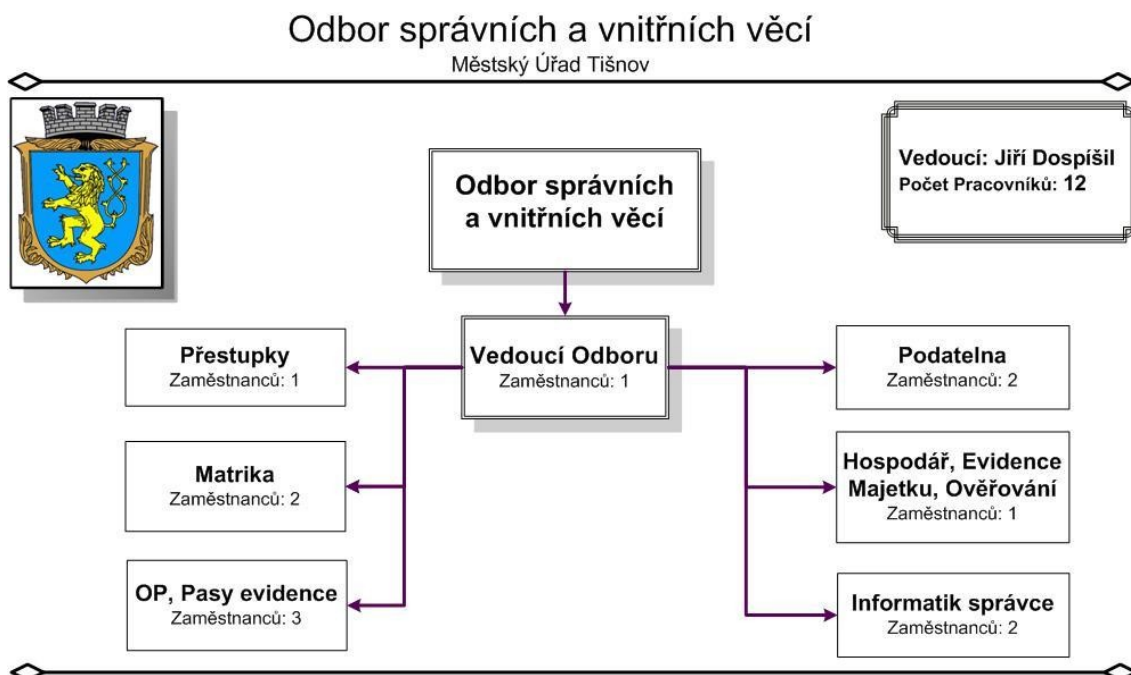 Odbor správních a vnitřních věcí
Městský Úřad Tišnov
Vedoucí: Jiří Dospíšil
Počet Pracovníků: 12
Odbor správních
a vnitřních věcí
Vedoucí Odboru
Zaměstnanců: 1
Přestupky
Zaměstnanců: 1
Matrika
Zaměstnanců: 2
OP, Pasy evidence
Zaměstnanců: 3
Podatelna
Zaměstnanců: 2
Hospodář, Evidence
Majetku, Ověřování
Zaměstnanců: 1
Informatik správce
Zaměstnanců: 2